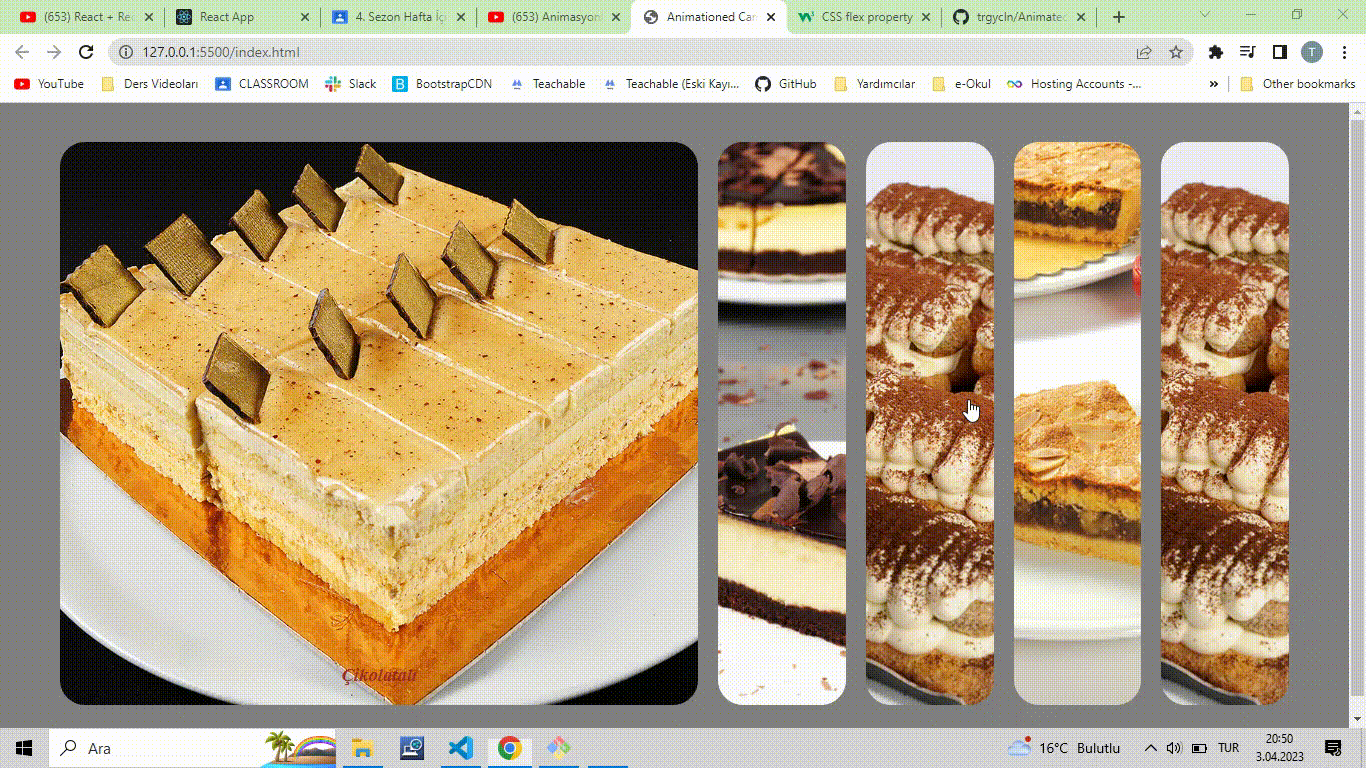 (653) React + Re
React App
4. Sezon Hafta İç
(653) Animasyon
Animationed Car
CSS flex property
trgycln/Animated
127.0.0.1:5500/index.html
T
YouTube
Ders Videoları
CLASSROOM
Slack
BootstrapCDN
Teachable
Teachable (Eski Kayı...
GitHub
Yardımcılar
e-Okul
Hosting Accounts -...
»
Other bookmarks
Çikolatalı
Ara
16°C Bulutlu
TUR
20:50
3.04.2023